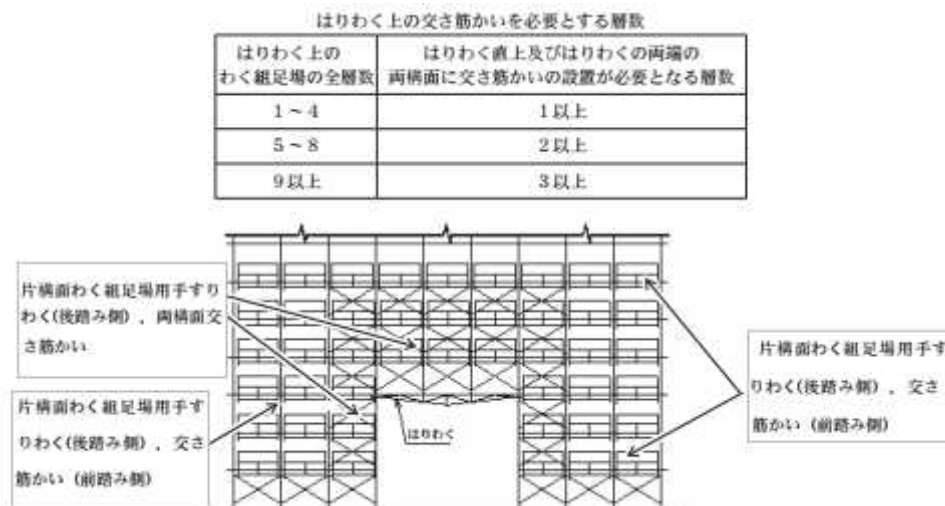 はりわく上の交さ筋かいを必要とする層数
はりわく上の
わく組足場の全層数
はりわく直上及びはりわくの両端の
両構面に交さ筋かいの設置が必要となる層数
1～4
1以上
5～8
2以上
9以上
3以上
片構面わく組足場用手すり
わく(後踏み側)，両構面交
さ筋かい
片構面わく組足場用手す
りわく(後踏み側)，交さ
筋かい（前踏み側）
はりわく
片構面わく組足場用手す
りわく(後踏み側)，交さ
筋かい（前踏み側）